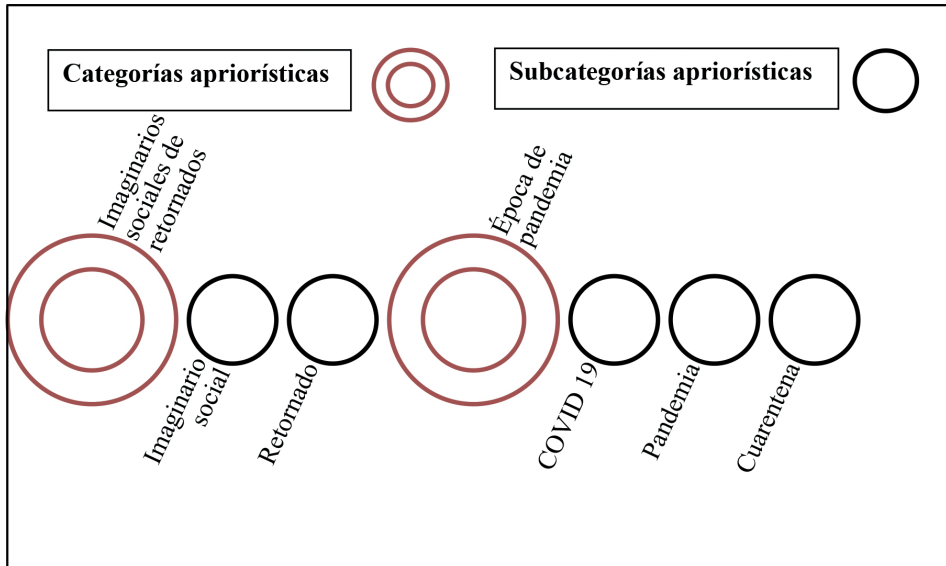 Categorías apriorísticas
Subcategorías apriorísticas
Imaginarios
sociales de
retornados
Época de
pandemia
Imaginario
social
Retornado
COVID 19
Pandemia
Cuarentena